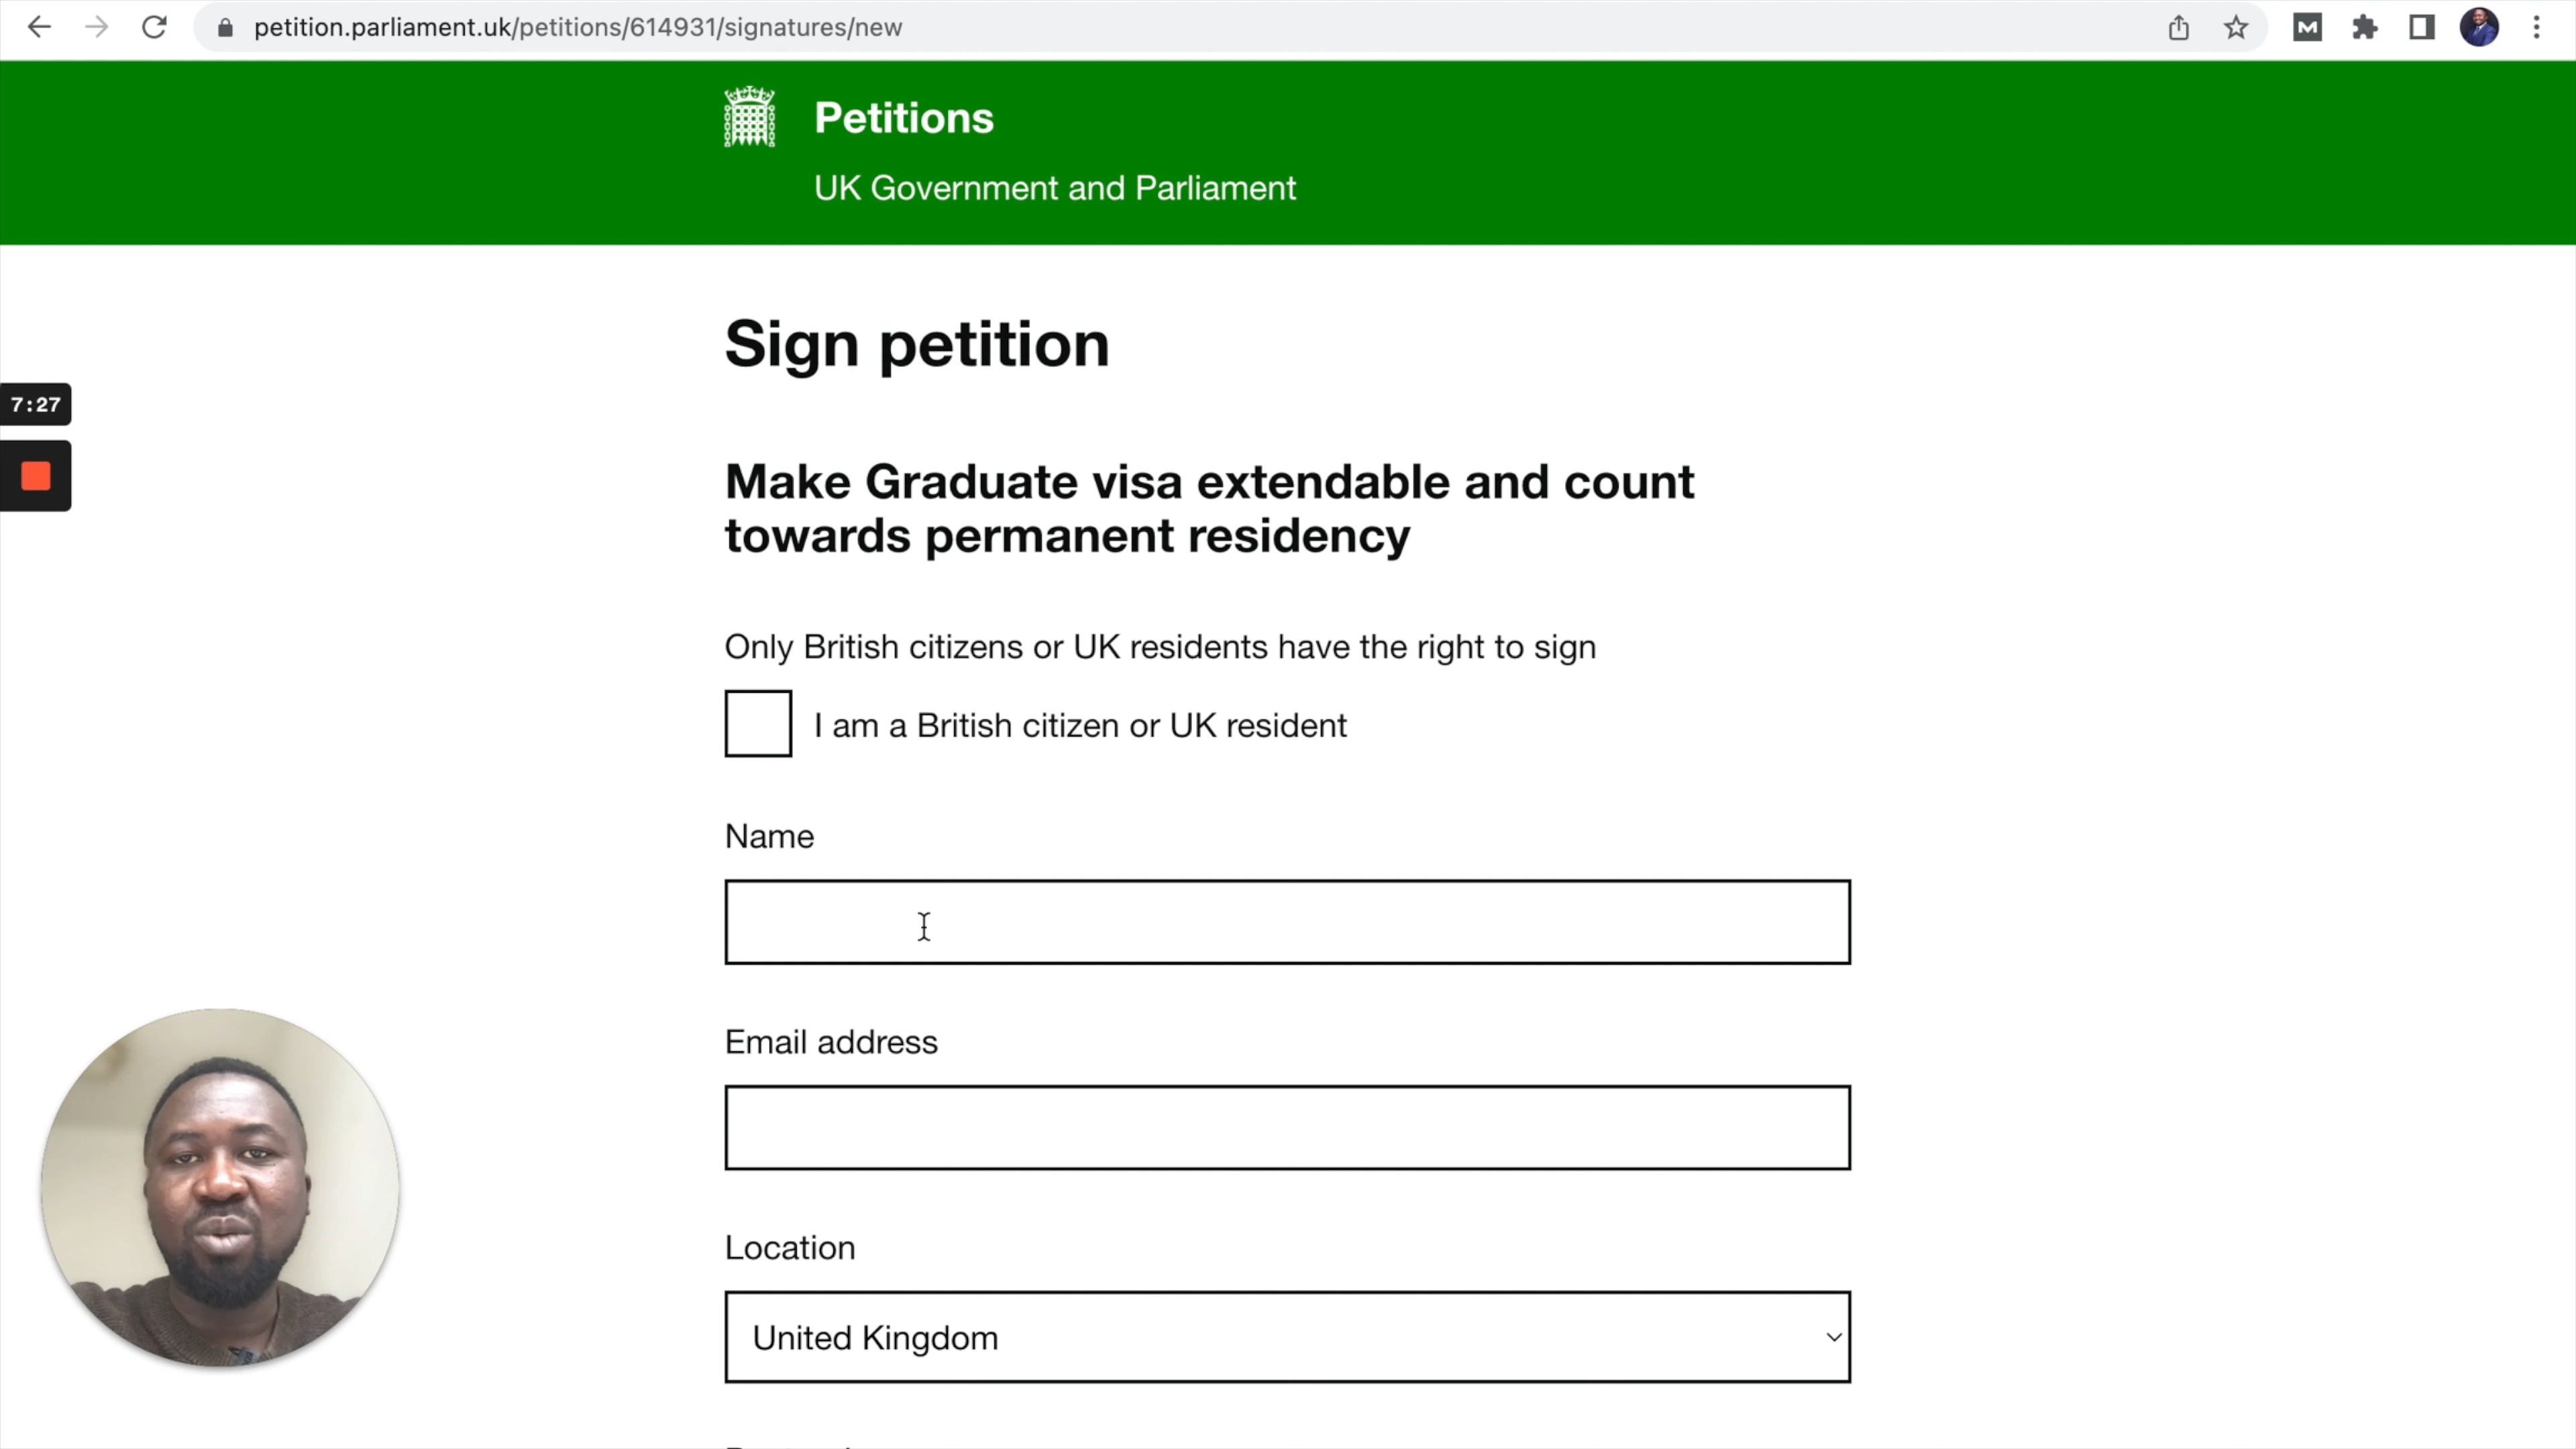 petition.parliament.uk/petitions/614931/signatures/new
M
Petitions
UK Government and Parliament
Sign petition
7:27
Make Graduate visa extendable and count
towards permanent residency
Only British citizens or UK residents have the right to sign
I am a British citizen or UK resident
Name
Email address
Location
United Kingdom